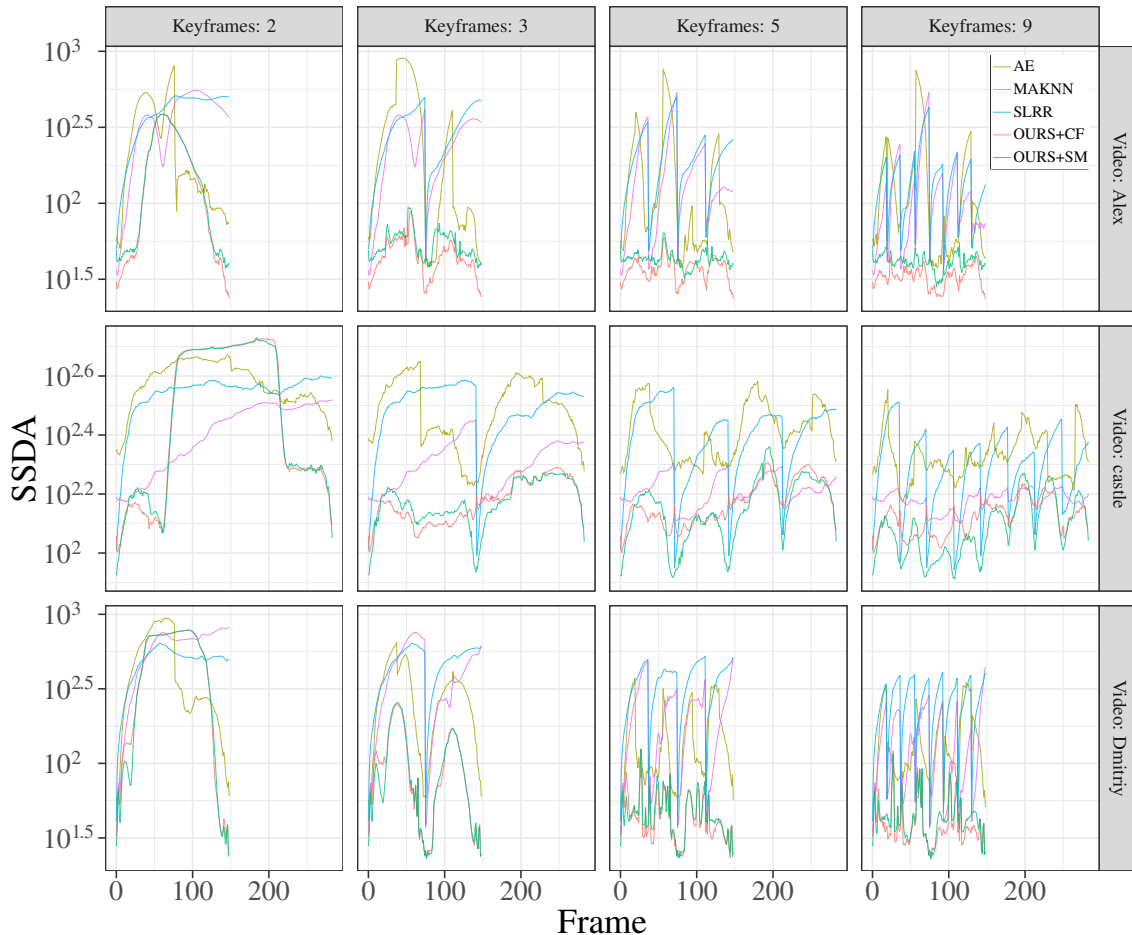 Keyframes: 2
Keyframes: 3
Keyframes: 5
Keyframes: 9
AE
MAKNN
SLRR
OURS+CF
OURS+SM
10^3
10^2.5
10^2
10^1.5
Video: Alex
10^2.6
10^2.4
10^2.2
10^2
Video: castle
10^3
10^2.5
10^2
10^1.5
Video: Dmitriy
SSDA
0 100 200
0 100 200
0 100 200
0 100 200
Frame